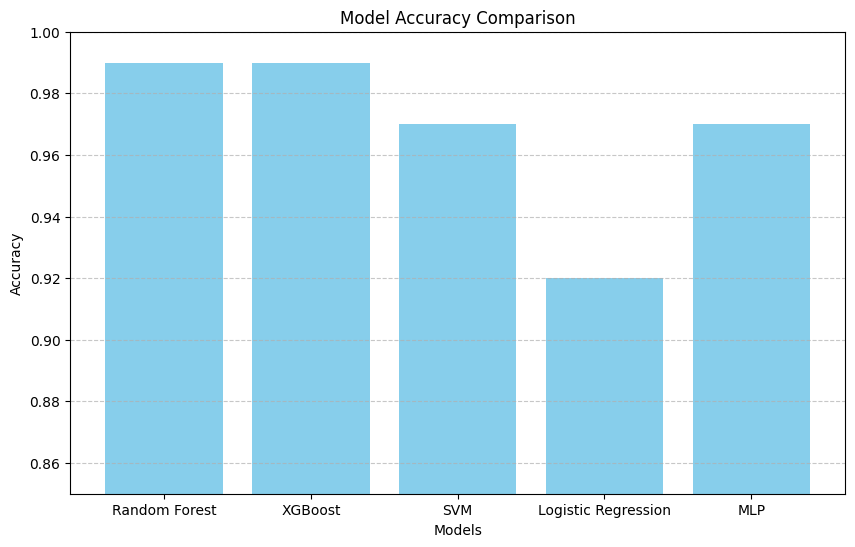 Model Accuracy Comparison
1.00
0.98
0.96
0.94
0.92
0.90
0.88
0.86
Accuracy
Random Forest XGBoost SVM Logistic Regression MLP
Models